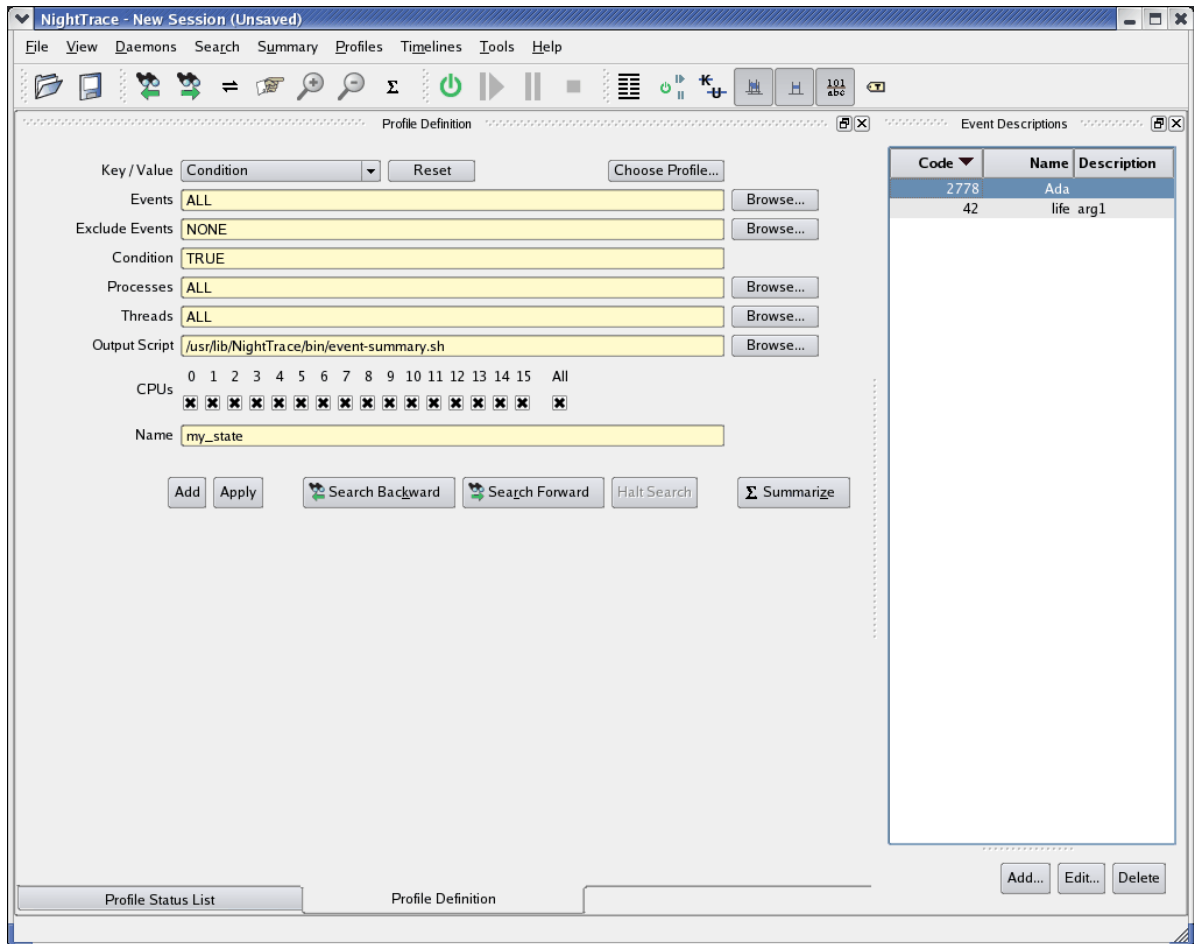 NightTrace - New Session (Unsaved)
File View Daemons Search Summary Profiles Timelines Tools Help
Σ
K U
101 abc
T
Profile Definition
Key / Value Condition Reset Choose Profile...
Events ALL Browse...
Exclude Events NONE Browse...
Condition TRUE
Processes ALL Browse...
Threads ALL Browse...
Output Script /usr/lib/NightTrace/bin/event-summary.sh Browse...
CPUs 0 1 2 3 4 5 6 7 8 9 10 11 12 13 14 15 All
Name my_state
Add Apply Search Backward Search Forward Halt Search Σ Summarize
Profile Status List Profile Definition
Event Descriptions
Code Name Description
2778 Ada
42 life arg1
Add... Edit... Delete